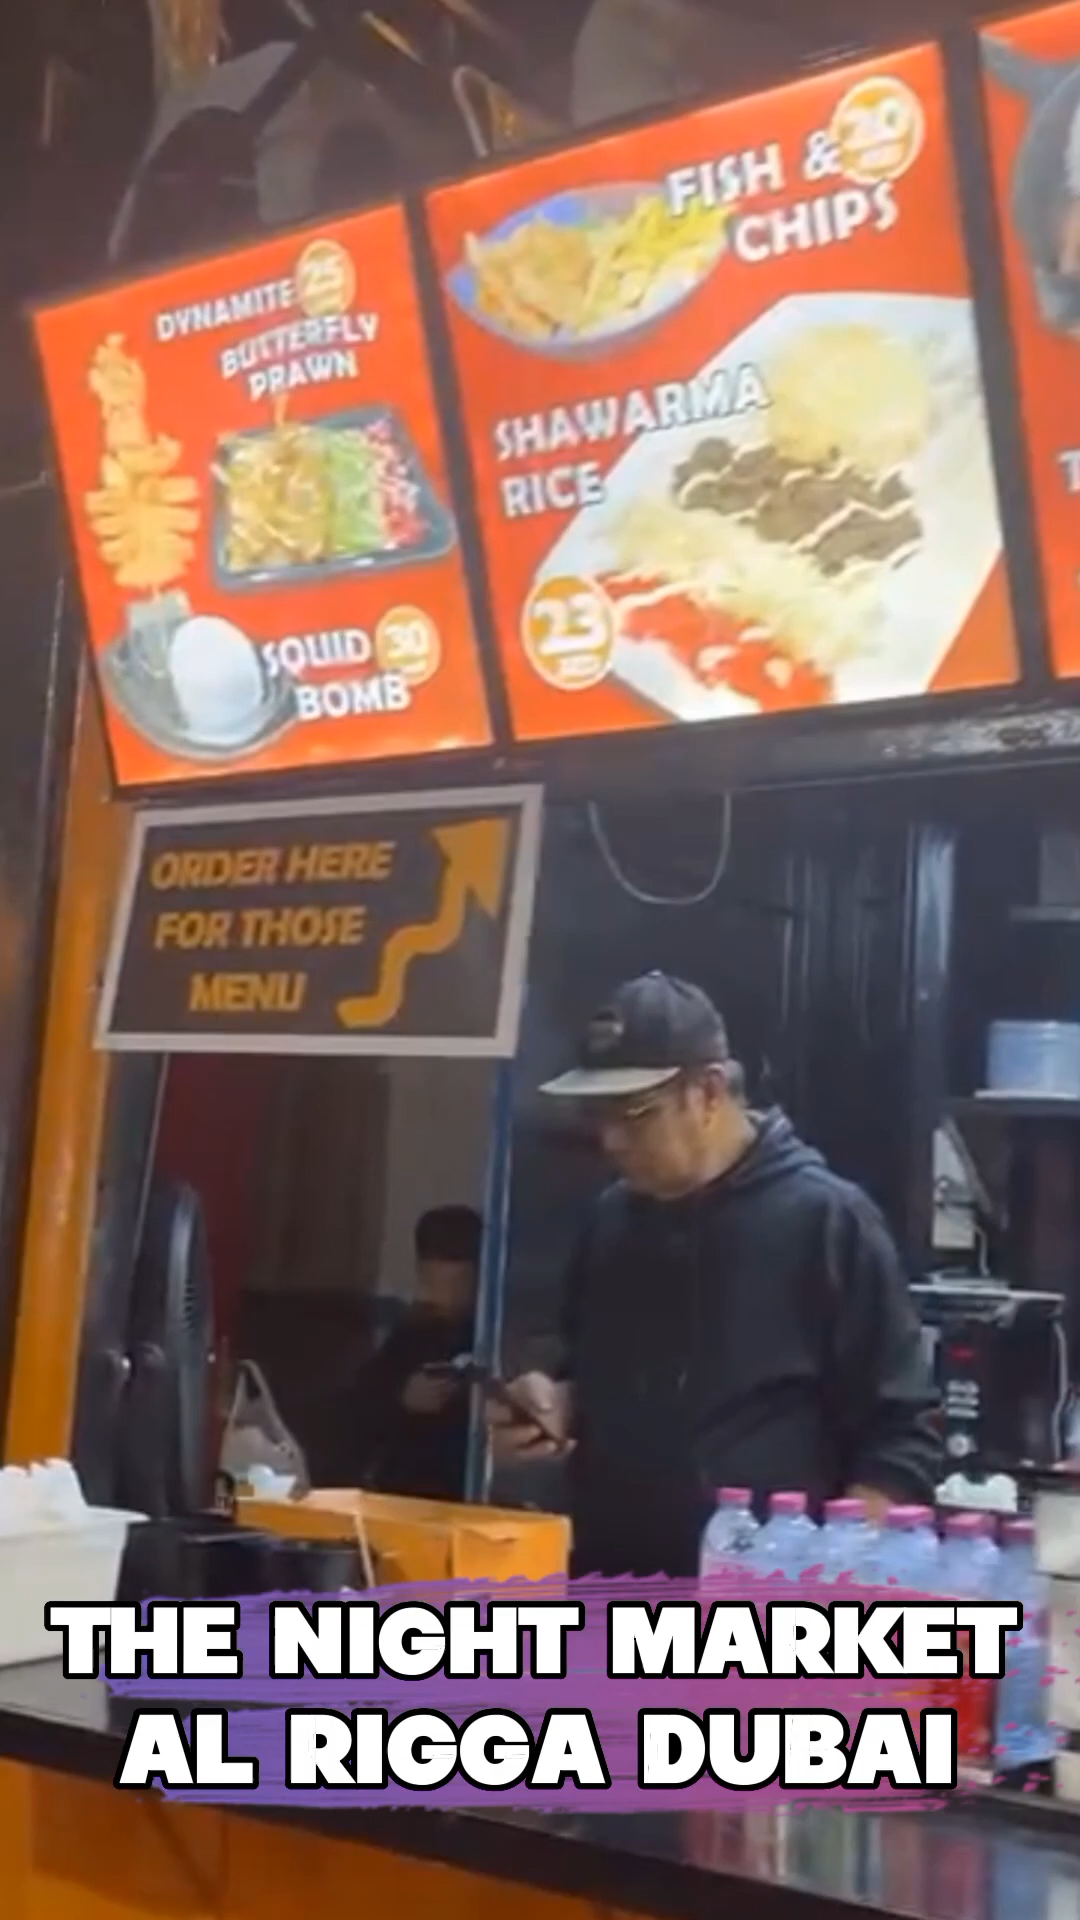 DYNAMITE 25
BUTTERFLY
PRAWN
SQUID 30
BOMB
FISH & 20
CHIPS
SHAWARMA
RICE
23
ORDER HERE
FOR THOSE
MENU
THE NIGHT MARKET
AL RIGGA DUBAI